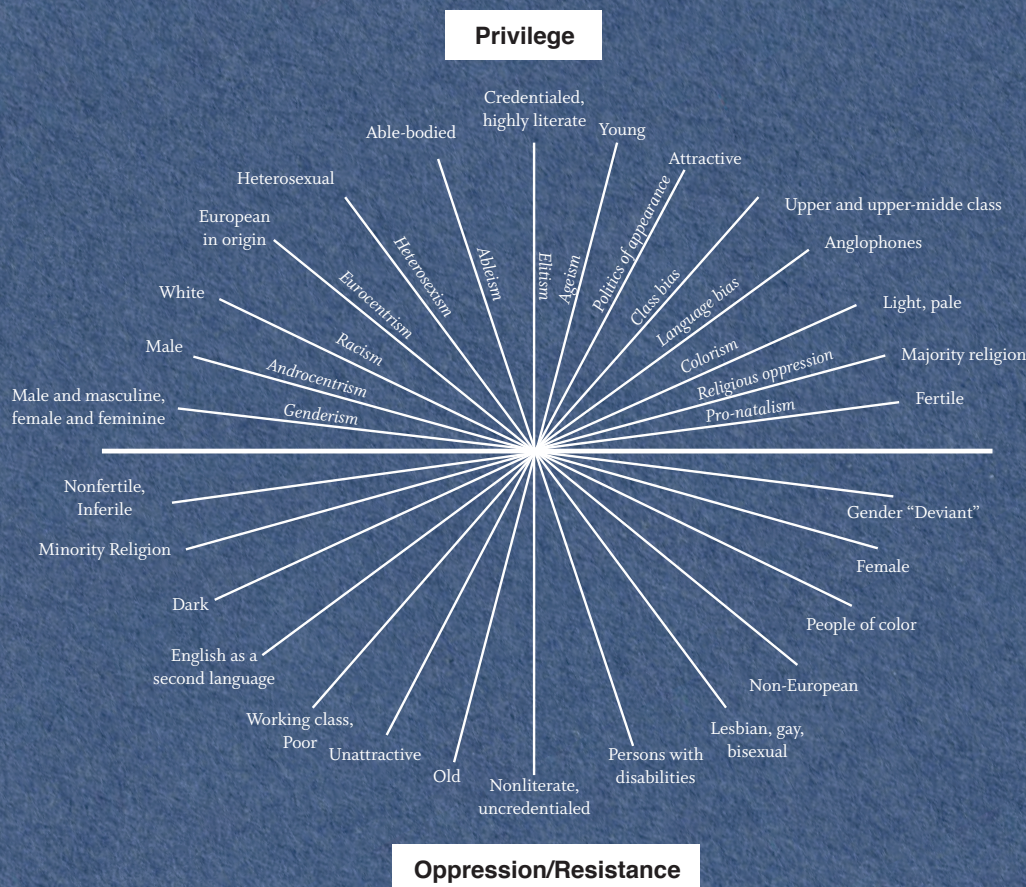 Privilege
Credentialed,
highly literate
Young
Able-bodied
Attractive
Heterosexual
Upper and upper-midde class
European
in origin
Anglophones
White
Light, pale
Male
Majority religion
Male and masculine,
female and feminine
Fertile
Genderism
Androcentrism
Racism
Eurocentrism
Heterosexism
Ableism
Elitism
Ageism
Politics of appearance
Class bias
Language bias
Colorism
Religious oppression
Pro-natalism
Nonfertile,
Inferile
Gender “Deviant”
Minority Religion
Female
Dark
People of color
English as a
second language
Non-European
Working class,
Poor
Lesbian, gay,
bisexual
Unattractive
Persons with
disabilities
Old
Nonliterate,
uncredentialed
Oppression/Resistance